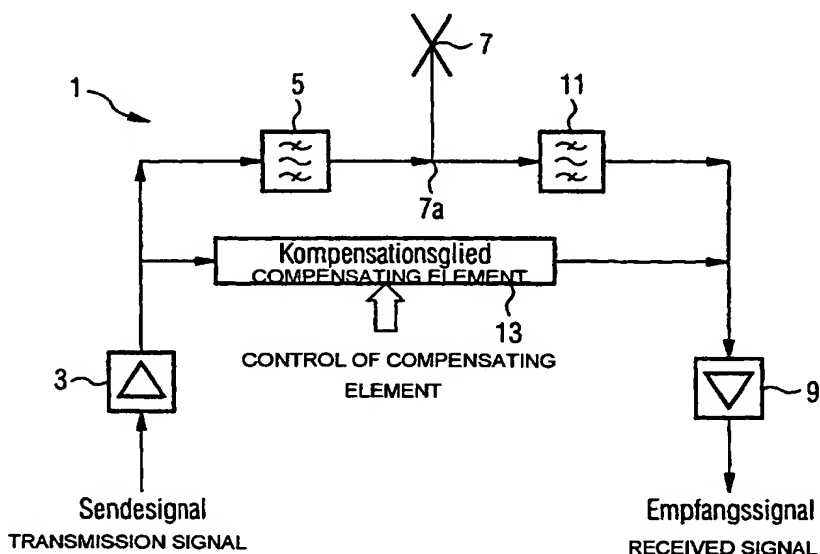 7
1
5
11
7a
Kompensationsglied
COMPENSATING ELEMENT
13
CONTROL OF COMPENSATING
ELEMENT
3
9
Sendesignal
TRANSMISSION SIGNAL
Empfangssignal
RECEIVED SIGNAL